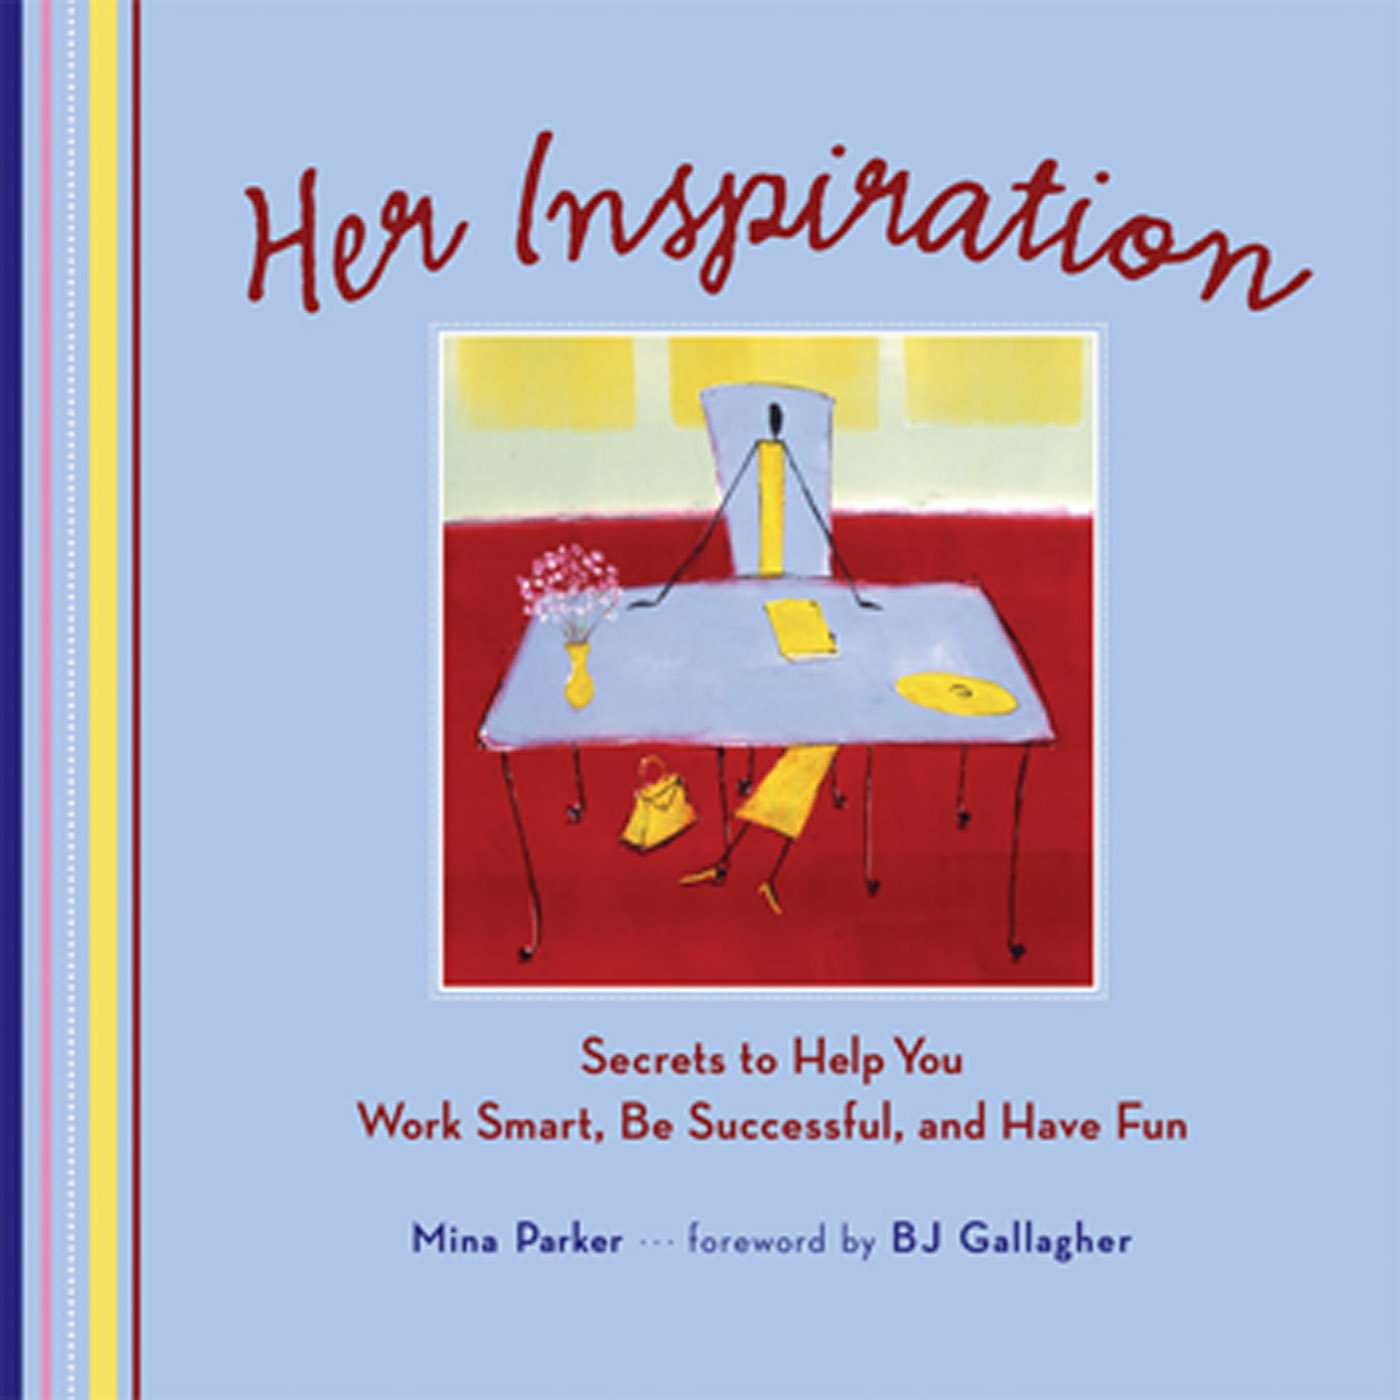 Her Inspiration
Secrets to Help You
Work Smart, Be Successful, and Have Fun
Mina Parker ··· foreword by BJ Gallagher